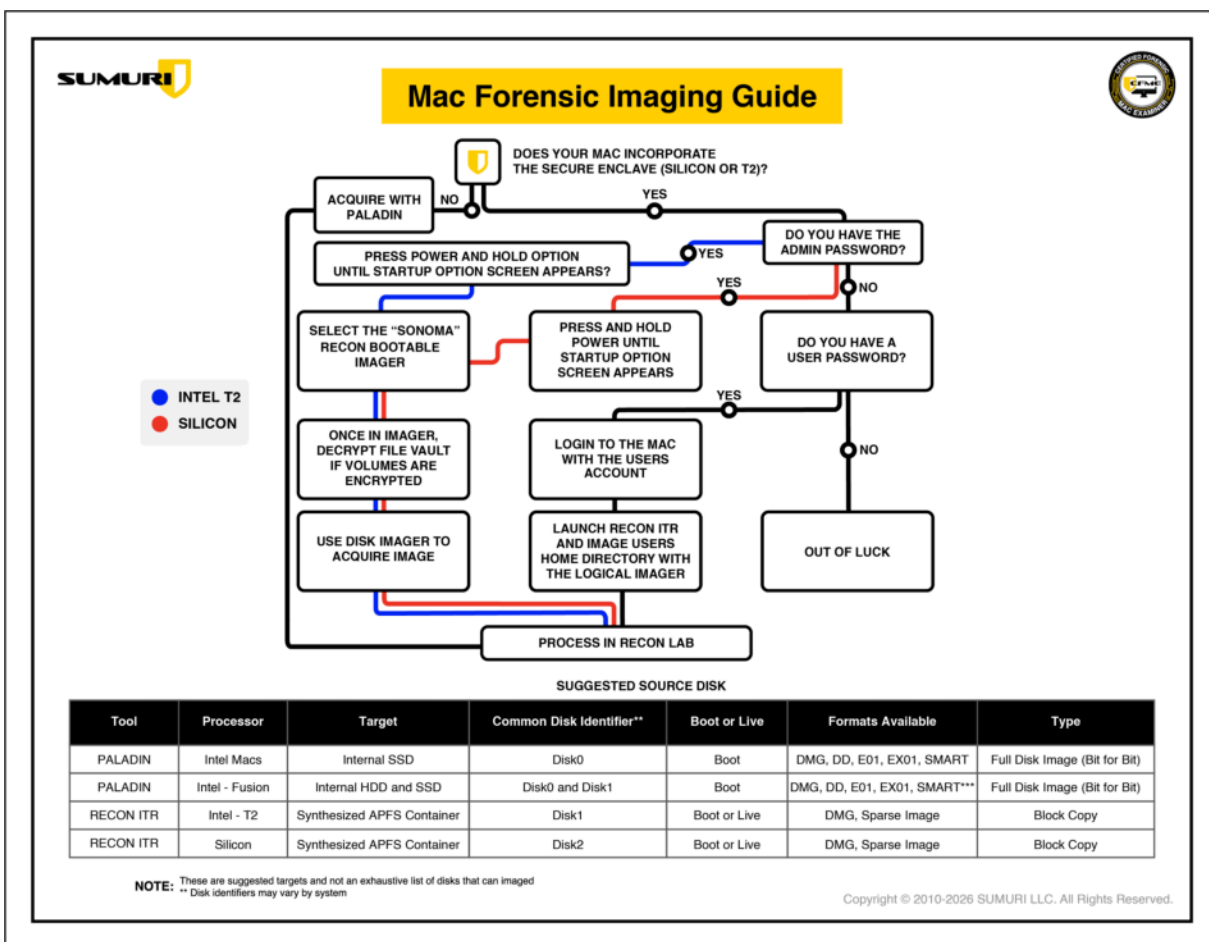 SUMURI
Mac Forensic Imaging Guide
CERTIFIED FORENSIC
CFMC
MAC EXAMINER
DOES YOUR MAC INCORPORATE
THE SECURE ENCLAVE (SILICON OR T2)?
ACQUIRE WITH
PALADIN
NO
YES
DO YOU HAVE THE
ADMIN PASSWORD?
PRESS POWER AND HOLD OPTION
UNTIL STARTUP OPTION SCREEN APPEARS?
YES
YES
NO
SELECT THE “SONOMA”
RECON BOOTABLE
IMAGER
PRESS AND HOLD
POWER UNTIL
STARTUP OPTION
SCREEN APPEARS
DO YOU HAVE A
USER PASSWORD?
INTEL T2
SILICON
YES
NO
ONCE IN IMAGER,
DECRYPT FILE VAULT
IF VOLUMES ARE
ENCRYPTED
LOGIN TO THE MAC
WITH THE USERS
ACCOUNT
USE DISK IMAGER TO
ACQUIRE IMAGE
LAUNCH RECON ITR
AND IMAGE USERS
HOME DIRECTORY WITH
THE LOGICAL IMAGER
OUT OF LUCK
PROCESS IN RECON LAB
SUGGESTED SOURCE DISK
Tool Processor Target Common Disk Identifier** Boot or Live Formats Available Type
PALADIN Intel Macs Internal SSD Disk0 Boot DMG, DD, E01, EX01, SMART Full Disk Image (Bit for Bit)
PALADIN Intel - Fusion Internal HDD and SSD Disk0 and Disk1 Boot DMG, DD, E01, EX01, SMART*** Full Disk Image (Bit for Bit)
RECON ITR Intel - T2 Synthesized APFS Container Disk1 Boot or Live DMG, Sparse Image Block Copy
RECON ITR Silicon Synthesized APFS Container Disk2 Boot or Live DMG, Sparse Image Block Copy
NOTE: These are suggested targets and not an exhaustive list of disks that can imaged
** Disk identifiers may vary by system
Copyright © 2010-2026 SUMURI LLC. All Rights Reserved.